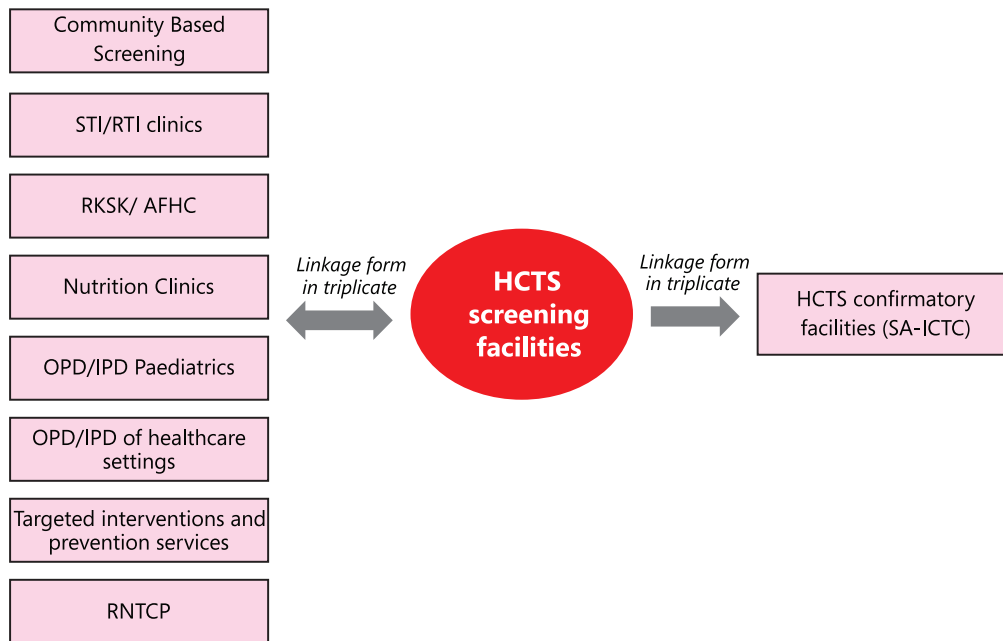 Community Based
Screening
STI/RTI clinics
RKSK/ AFHC
Nutrition Clinics
OPD/IPD Paediatrics
OPD/IPD of healthcare
settings
Targeted interventions and
prevention services
RNTCP
Linkage form
in triplicate
HCTS
screening
facilities
Linkage form
in triplicate
HCTS confirmatory
facilities (SA-ICTC)